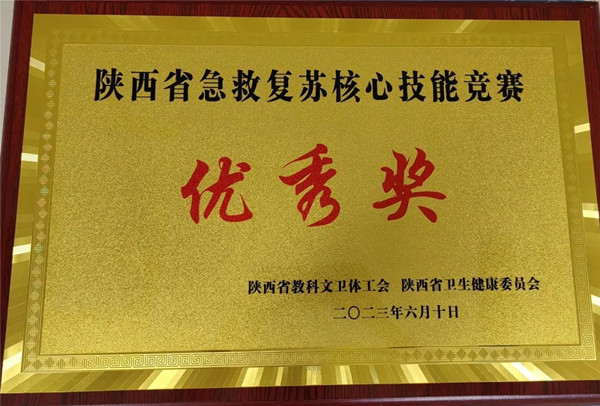 陕西省急救复苏核心技能竞赛
优秀奖
陕西省教科文卫体工会 陕西省卫生健康委员会
二〇二三年六月十日